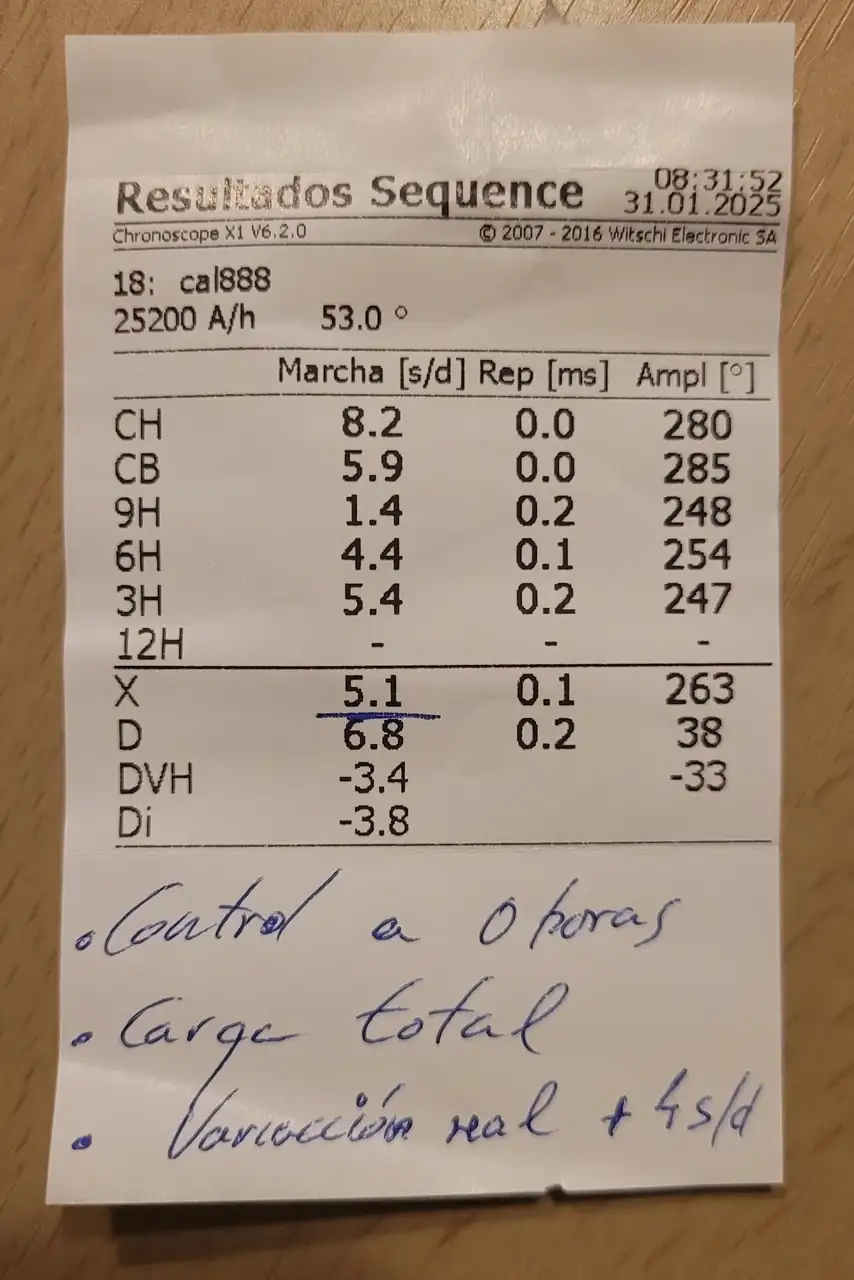 Resultados Sequence 08:31:52
31.01.2025
Chronoscope X1 V6.2.0 © 2007 - 2016 Witschi Electronic SA
18: cal888
25200 A/h 53.0 °
Marcha [s/d] Rep [ms] Ampl [°]
CH 8.2 0.0 280
CB 5.9 0.0 285
9H 1.4 0.2 248
6H 4.4 0.1 254
3H 5.4 0.2 247
12H - - -
X 5.1 0.1 263
D 6.8 0.2 38
DVH -3.4 -33
Di -3.8
• Control a 0 horas
• Carga total
• Variación real + 4 s/d